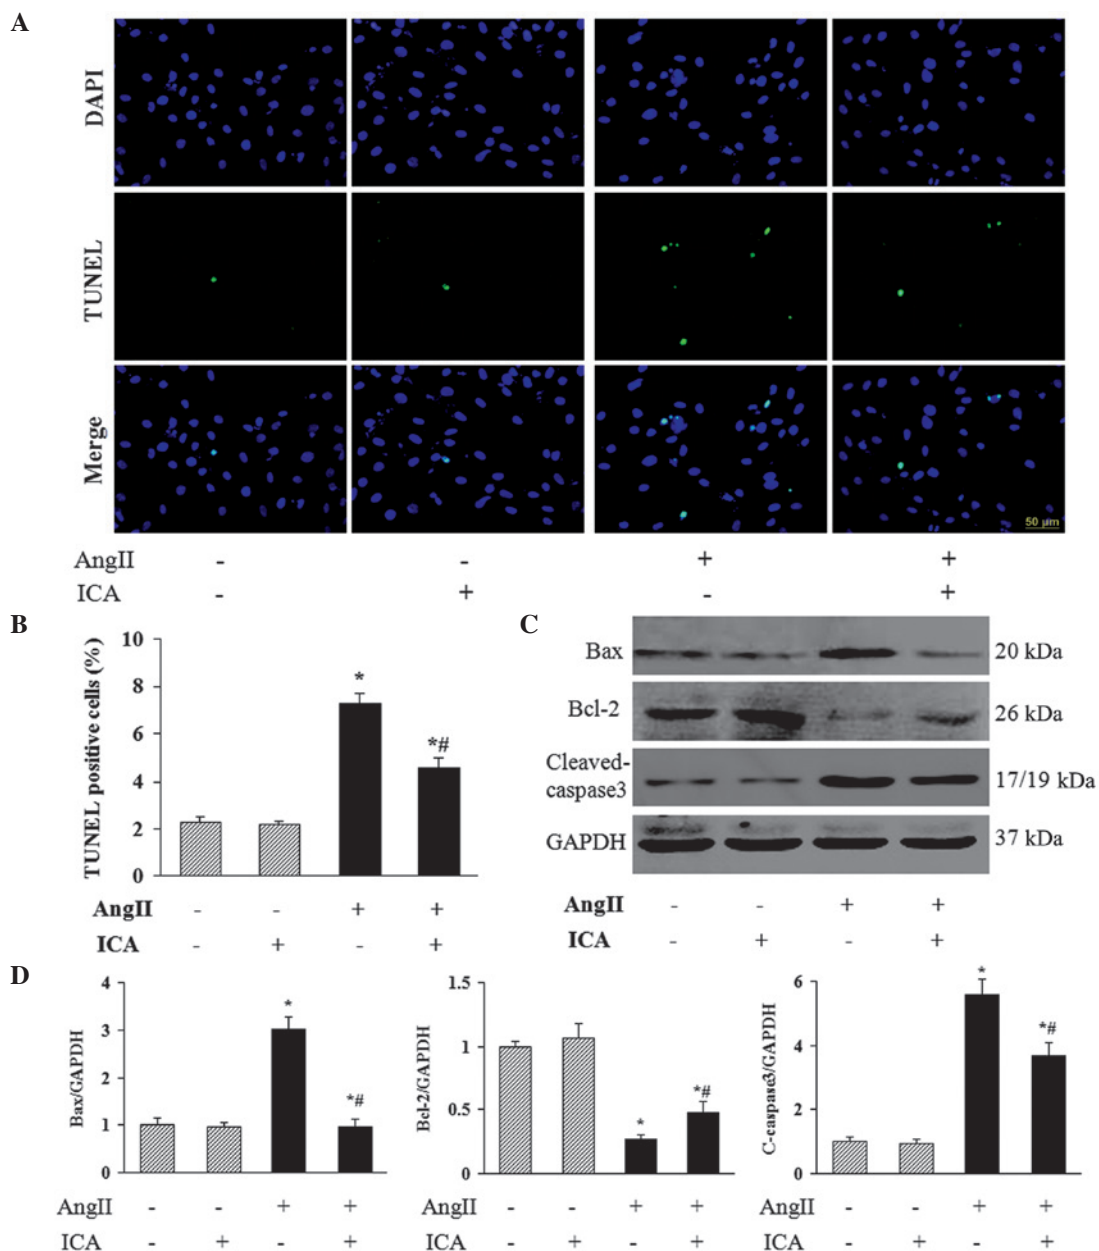 A
DAPI
TUNEL
Merge
50 µm
AngII - - + +
ICA - + - +
B
TUNEL positive cells (%)
10
8
6
4
2
0
*
*#
AngII - - + +
ICA - + - +
C
Bax 20 kDa
Bcl-2 26 kDa
Cleaved-
caspase3 17/19 kDa
GAPDH 37 kDa
AngII - - + +
ICA - + - +
D
Bax/GAPDH
4
3
2
1
0
*
*#
AngII - - + +
ICA - + - +
Bcl-2/GAPDH
1.5
1
0.5
0
*
*#
AngII - - + +
ICA - + - +
C-caspase3/GAPDH
6
4
2
0
*
*#
AngII - - + +
ICA - + - +